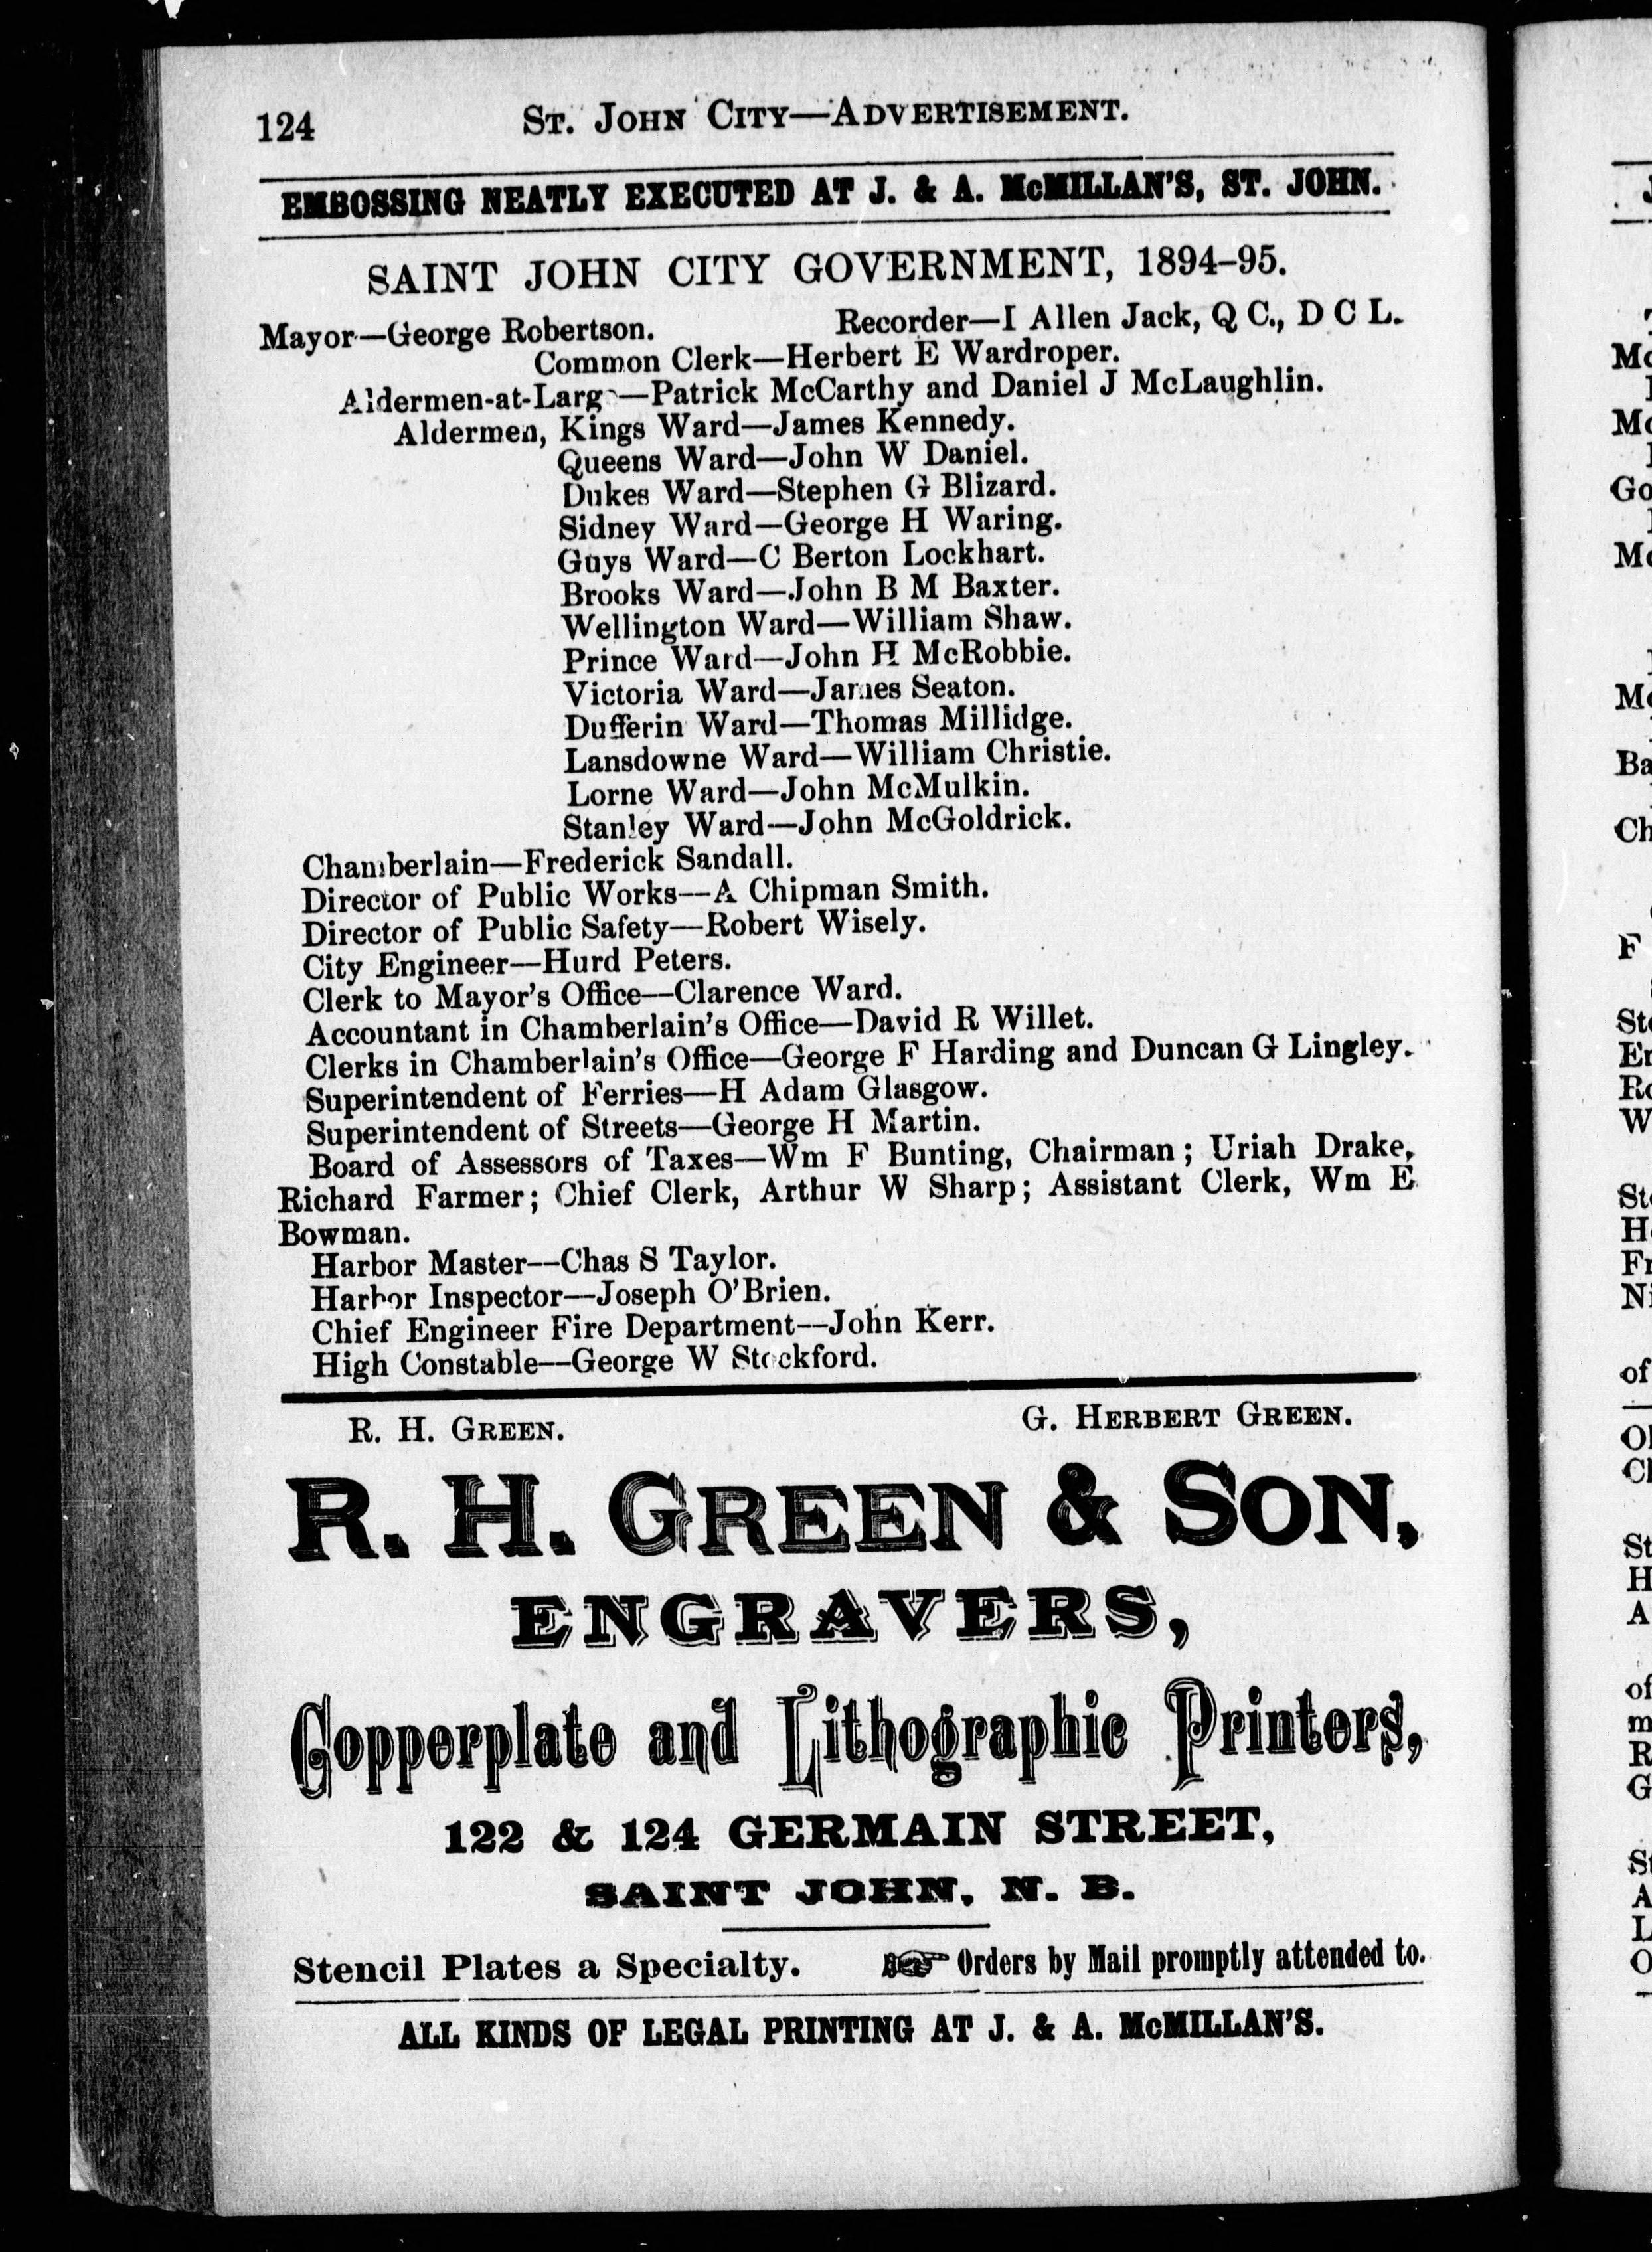 124 St. John City—Advertisement.
EMBOSSING NEATLY EXECUTED AT J. & A. McMILLAN'S, ST. JOHN.
SAINT JOHN CITY GOVERNMENT, 1894-95.
Mayor—George Robertson. Recorder—I Allen Jack, Q C., D C L.
Common Clerk—Herbert E Wardroper.
Aldermen-at-Large—Patrick McCarthy and Daniel J McLaughlin.
Aldermen, Kings Ward—James Kennedy.
Queens Ward—John W Daniel.
Dukes Ward—Stephen G Blizard.
Sidney Ward—George H Waring.
Guys Ward—C Berton Lockhart.
Brooks Ward—John B M Baxter.
Wellington Ward—William Shaw.
Prince Ward—John H McRobbie.
Victoria Ward—James Seaton.
Dufferin Ward—Thomas Millidge.
Lansdowne Ward—William Christie.
Lorne Ward—John McMulkin.
Stanley Ward—John McGoldrick.
Chamberlain—Frederick Sandall.
Director of Public Works—A Chipman Smith.
Director of Public Safety—Robert Wisely.
City Engineer—Hurd Peters.
Clerk to Mayor's Office—Clarence Ward.
Accountant in Chamberlain's Office—David R Willet.
Clerks in Chamberlain's Office—George F Harding and Duncan G Lingley.
Superintendent of Ferries—H Adam Glasgow.
Superintendent of Streets—George H Martin.
Board of Assessors of Taxes—Wm F Bunting, Chairman; Uriah Drake,
Richard Farmer; Chief Clerk, Arthur W Sharp; Assistant Clerk, Wm E
Bowman.
Harbor Master—Chas S Taylor.
Harbor Inspector—Joseph O'Brien.
Chief Engineer Fire Department—John Kerr.
High Constable—George W Stockford.
R. H. Green. G. Herbert Green.
R. H. Green & Son,
ENGRAVERS,
Copperplate and Lithographic Printers,
122 & 124 GERMAIN STREET,
SAINT JOHN, N. B.
Stencil Plates a Specialty. ☞ Orders by Mail promptly attended to.
ALL KINDS OF LEGAL PRINTING AT J. & A. McMILLAN'S.